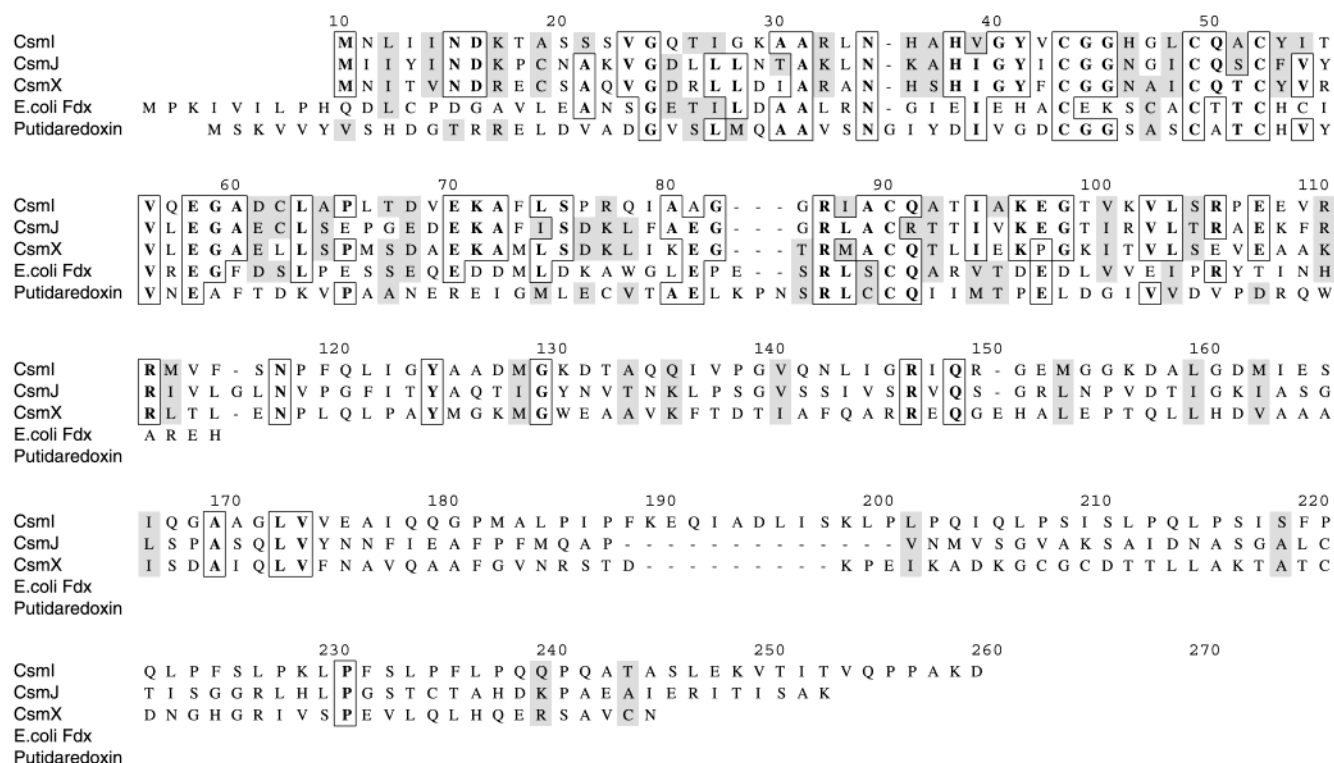 10 20 30 40 50
CsmI M N L I I N D K T A S S S V G Q T I G K A A R L N - H A H V G Y V C G G H G L C Q A C Y I T
CsmJ M I I Y I N D K P C N A K V G D L L L N T A K L N - K A H I G Y I C G G N G I C Q S C F V Y
CsmX M N I T V N D R E C S A Q V G D R L L D I A R A N - H S H I G Y F C G G N A I C Q T C Y V R
E.coli Fdx M P K I V I L P H Q D L C P D G A V L E A N S G E T I L D A A L R N - G I E I E H A C E K S C A C T T C H C I
Putidaredoxin M S K V V Y V S H D G T R R E L D V A D G V S L M Q A A V S N G I Y D I V G D C G G S A S C A T C H V Y
60 70 80 90 100 110
CsmI V Q E G A D C L A P L T D V E K A F L S P R Q I A A G - - - G R I A C Q A T I A K E G T V K V L S R P E E V R
CsmJ V L E G A E C L S E P G E D E K A F I S D K L F A E G - - - G R L A C R T T I V K E G T I R V L T R A E K F R
CsmX V L E G A E L L S P M S D A E K A M L S D K L I K E G - - - T R M A C Q T L I E K P G K I T V L S E V E A A K
E.coli Fdx V R E G F D S L P E S S E Q E D D M L D K A W G L E P E - - S R L S C Q A R V T D E D L V V E I P R Y T I N H
Putidaredoxin V N E A F T D K V P A A N E R E I G M L E C V T A E L K P N S R L C C Q I I M T P E L D G I V V D V P D R Q W
120 130 140 150 160
CsmI R M V F - S N P F Q L I G Y A A D M G K D T A Q Q I V P G V Q N L I G R I Q R - G E M G G K D A L G D M I E S
CsmJ R I V L G L N V P G F I T Y A Q T I G Y N V T N K L P S G V S S I V S R V Q S - G R L N P V D T I G K I A S G
CsmX R L T L - E N P L Q L P A Y M G K M G W E A A V K F T D T I A F Q A R R E Q G E H A L E P T Q L L H D V A A A
E.coli Fdx A R E H
Putidaredoxin
170 180 190 200 210 220
CsmI I Q G A A G L V V E A I Q Q G P M A L P I P F K E Q I A D L I S K L P L P Q I Q L P S I S L P Q L P S I S F P
CsmJ L S P A S Q L V Y N N F I E A F P F M Q A P - - - - - - - - - - - - - V N M V S G V A K S A I D N A S G A L C
CsmX I S D A I Q L V F N A V Q A A F G V N R S T D - - - - - - - - - K P E I K A D K G C G C D T T L L A K T A T C
E.coli Fdx
Putidaredoxin
230 240 250 260 270
CsmI Q L P F S L P K L P F S L P F L P Q Q P Q A T A S L E K V T I T V Q P P A K D
CsmJ T I S G G R L H L P G S T C T A H D K P A E A I E R I T I S A K
CsmX D N G H G R I V S P E V L Q L H Q E R S A V C N
E.coli Fdx
Putidaredoxin